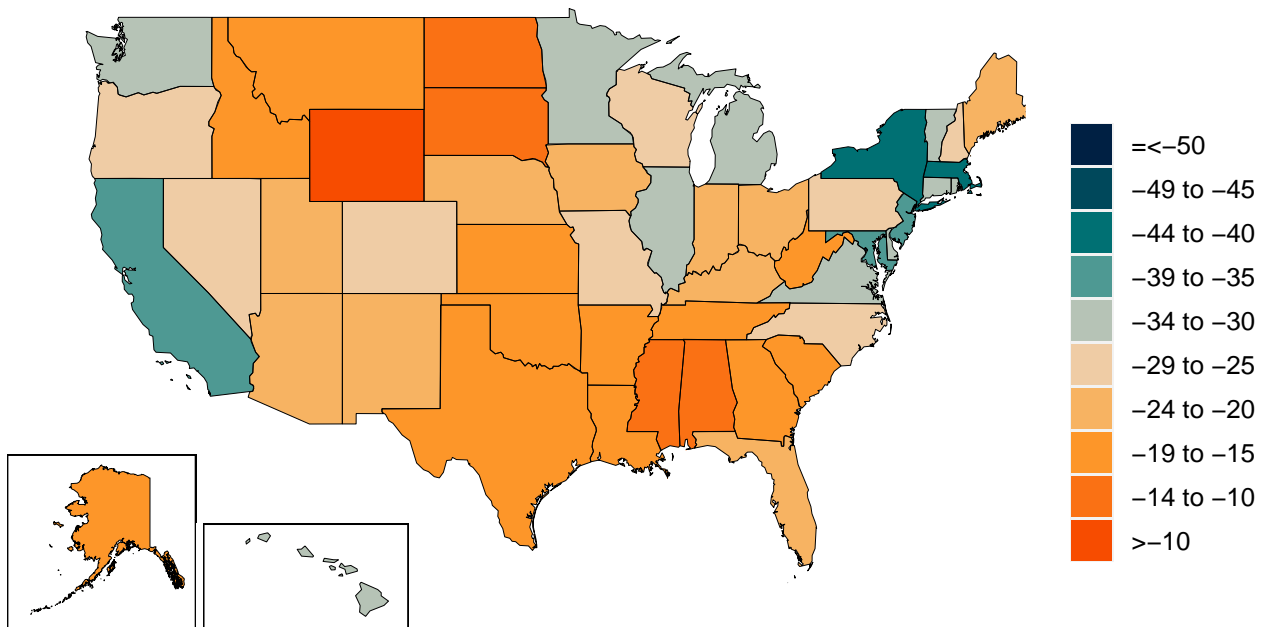 =<−50
−49 to −45
−44 to −40
−39 to −35
−34 to −30
−29 to −25
−24 to −20
−19 to −15
−14 to −10
>−10